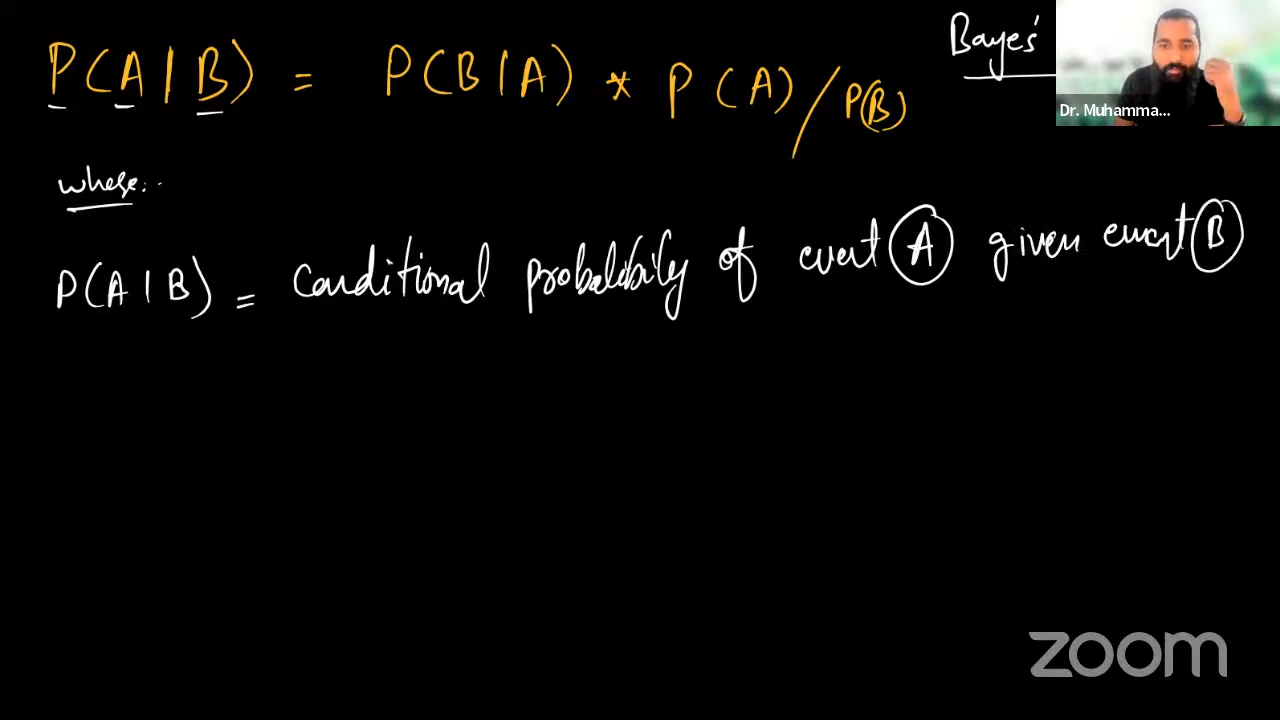 Bayes'
P(A|B) = P(B|A) * P(A)/P(B)
Dr. Muhamma...
where..
P(A|B) = conditional probability of event A given event B
zoom